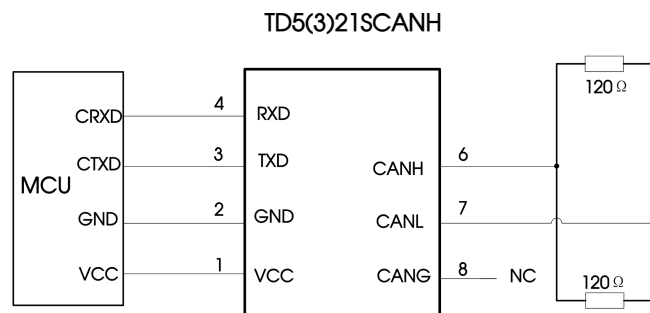 TD5(3)21SCANH
120Ω
CRXD 4 RXD
CTXD 3 TXD
CANH 6
MCU
GND 2 GND
CANL 7
VCC 1 VCC
CANG 8 NC
120Ω